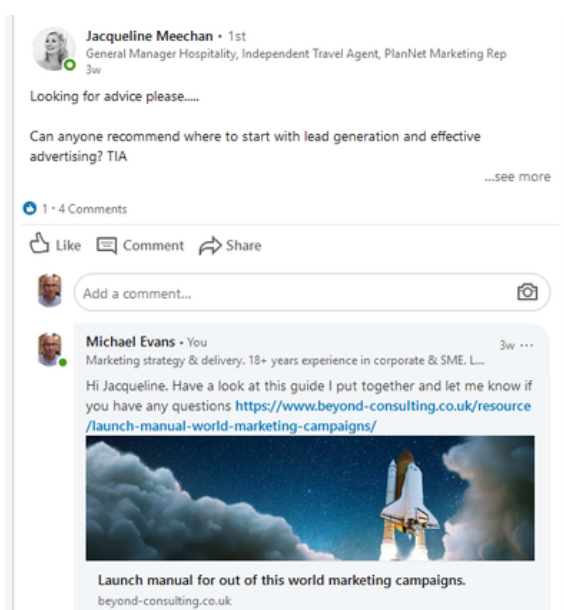 Jacqueline Meechan • 1st
General Manager Hospitality, Independent Travel Agent, PlanNet Marketing Rep
3w
Looking for advice please.....
Can anyone recommend where to start with lead generation and effective
advertising? TIA
...see more
1 • 4 Comments
Like Comment Share
Add a comment...
Michael Evans • You 3w ...
Marketing strategy & delivery. 18+ years experience in corporate & SME. L...
Hi Jacqueline. Have a look at this guide I put together and let me know if
you have any questions https://www.beyond-consulting.co.uk/resource
/launch-manual-world-marketing-campaigns/
Launch manual for out of this world marketing campaigns.
beyond-consulting.co.uk